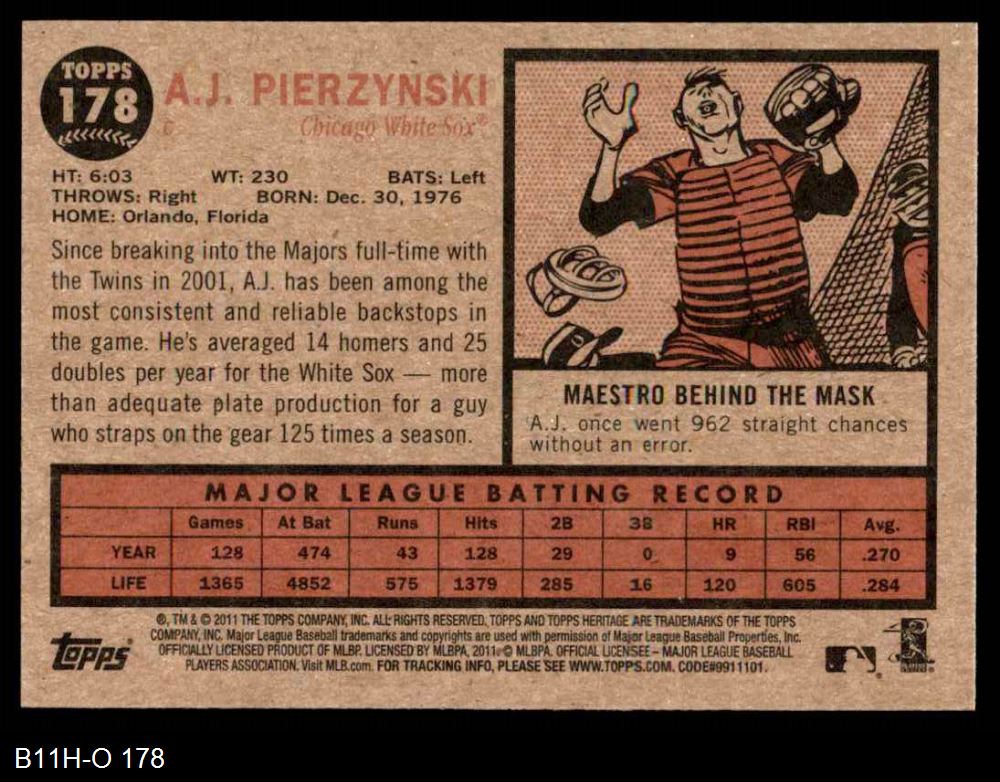 TOPPS
178
A.J. PIERZYNSKI
C
Chicago White Sox®
HT: 6:03 WT: 230 BATS: Left
THROWS: Right BORN: Dec. 30, 1976
HOME: Orlando, Florida
Since breaking into the Majors full-time with
the Twins in 2001, A.J. has been among the
most consistent and reliable backstops in
the game. He's averaged 14 homers and 25
doubles per year for the White Sox — more
than adequate plate production for a guy
who straps on the gear 125 times a season.
MAESTRO BEHIND THE MASK
A.J. once went 962 straight chances
without an error.
MAJOR LEAGUE BATTING RECORD
Games At Bat Runs Hits 2B 3B HR RBI Avg.
YEAR 128 474 43 128 29 0 9 56 .270
LIFE 1365 4852 575 1379 285 16 120 605 .284
®, TM & © 2011 THE TOPPS COMPANY, INC. ALL RIGHTS RESERVED. TOPPS AND TOPPS HERITAGE ARE TRADEMARKS OF THE TOPPS
COMPANY, INC. Major League Baseball trademarks and copyrights are used with permission of Major League Baseball Properties, Inc.
OFFICIALLY LICENSED PRODUCT OF MLBP. LICENSED BY MLBPA, 2011. © MLBPA. OFFICIAL LICENSEE – MAJOR LEAGUE BASEBALL
PLAYERS ASSOCIATION. Visit MLB.com. FOR TRACKING INFO, PLEASE SEE WWW.TOPPS.COM. CODE#9911101.
Topps®
B11H-O 178